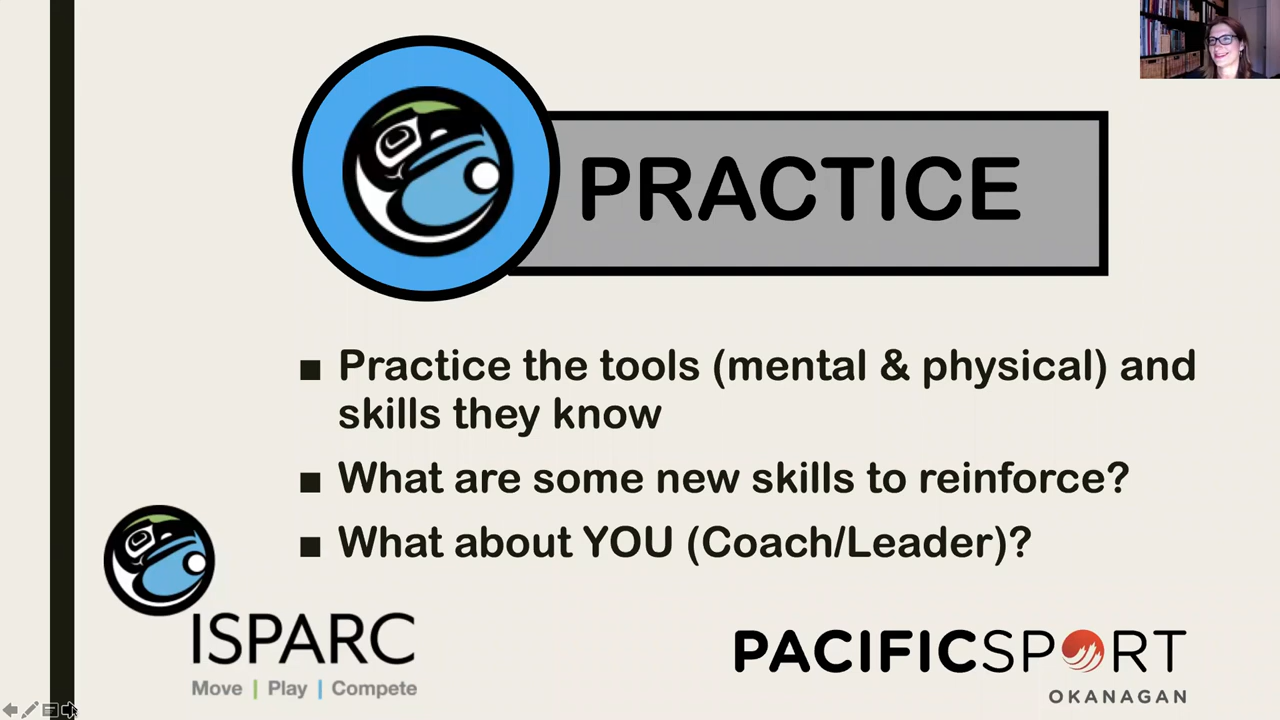 PRACTICE
■ Practice the tools (mental & physical) and
skills they know
■ What are some new skills to reinforce?
■ What about YOU (Coach/Leader)?
ISPARC
Move | Play | Compete
PACIFICSPORT
OKANAGAN